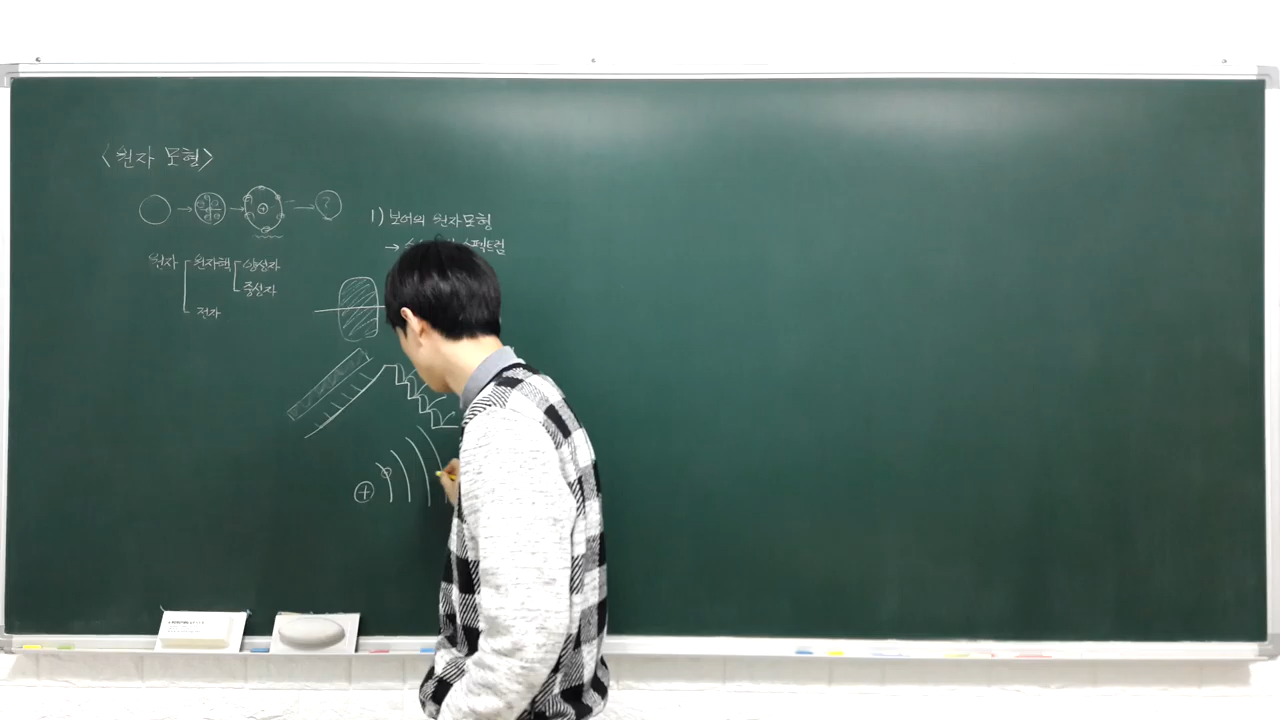 <원자 모형>
?
1) 보어의 원자모형
→ 스펙트럼
원자 원자핵 양성자
중성자
전자
+